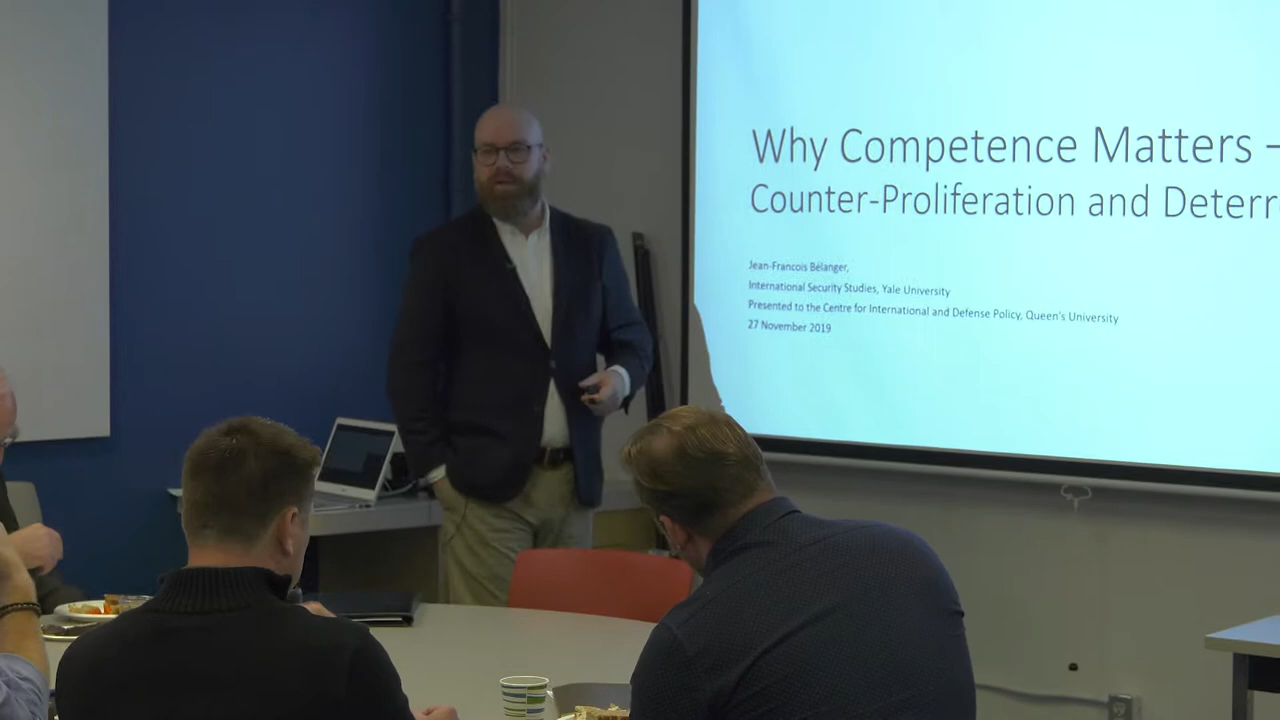 Why Competence Matters –
Counter-Proliferation and Deterr
Jean-Francois Bélanger,
International Security Studies, Yale University
Presented to the Centre for International and Defense Policy, Queen's University
27 November 2019